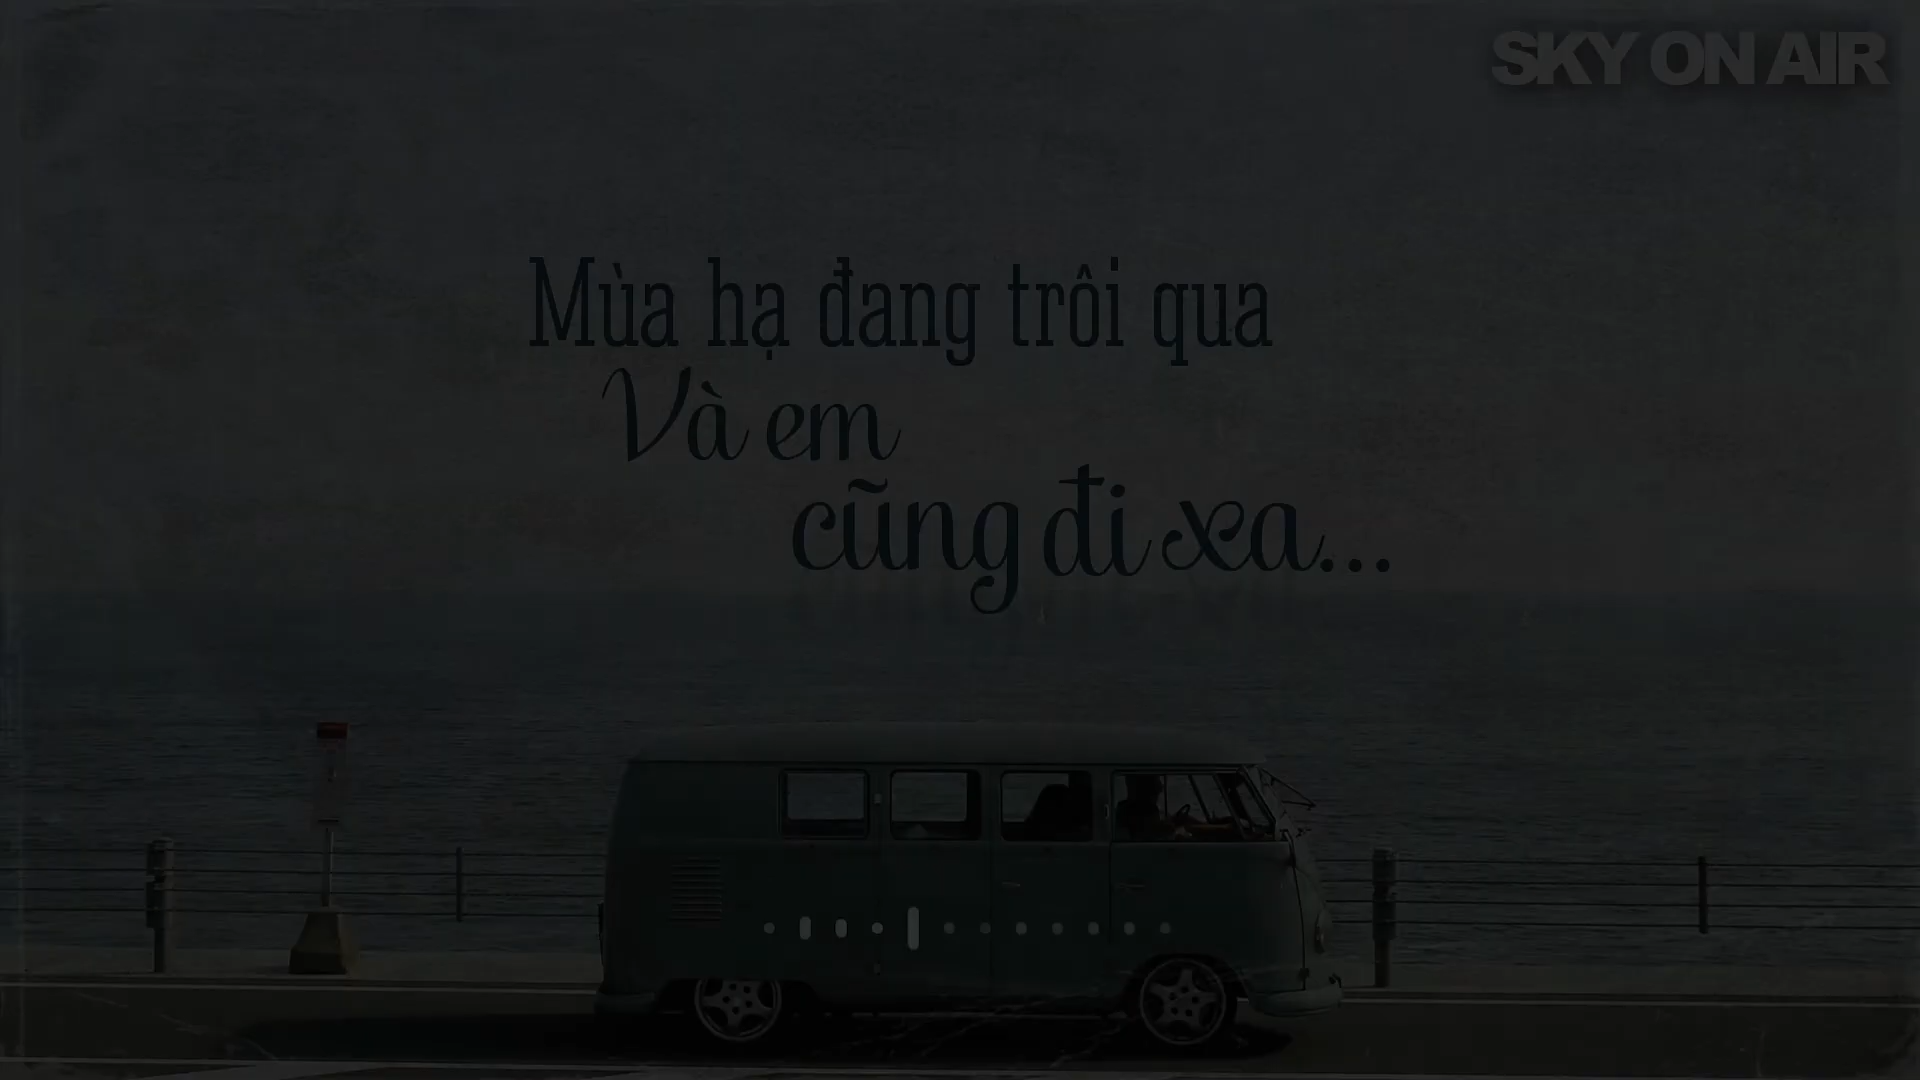 SKY ON AIR
Mùa hạ đang trôi qua
Và em
cũng đi xa...